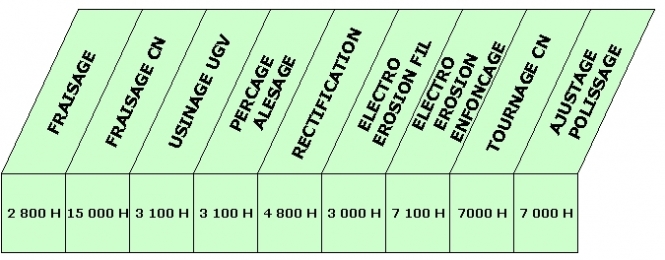 FRAISAGE
FRAISAGE CN
USINAGE UGV
PERCAGE
ALESAGE
RECTIFICATION
ELECTRO
EROSION FIL
ELECTRO
EROSION
ENFONCAGE
TOURNAGE CN
AJUSTAGE
POLISSAGE
2 800 H 15 000 H 3 100 H 3 100 H 4 800 H 3 000 H 7 100 H 7000 H 7 000 H